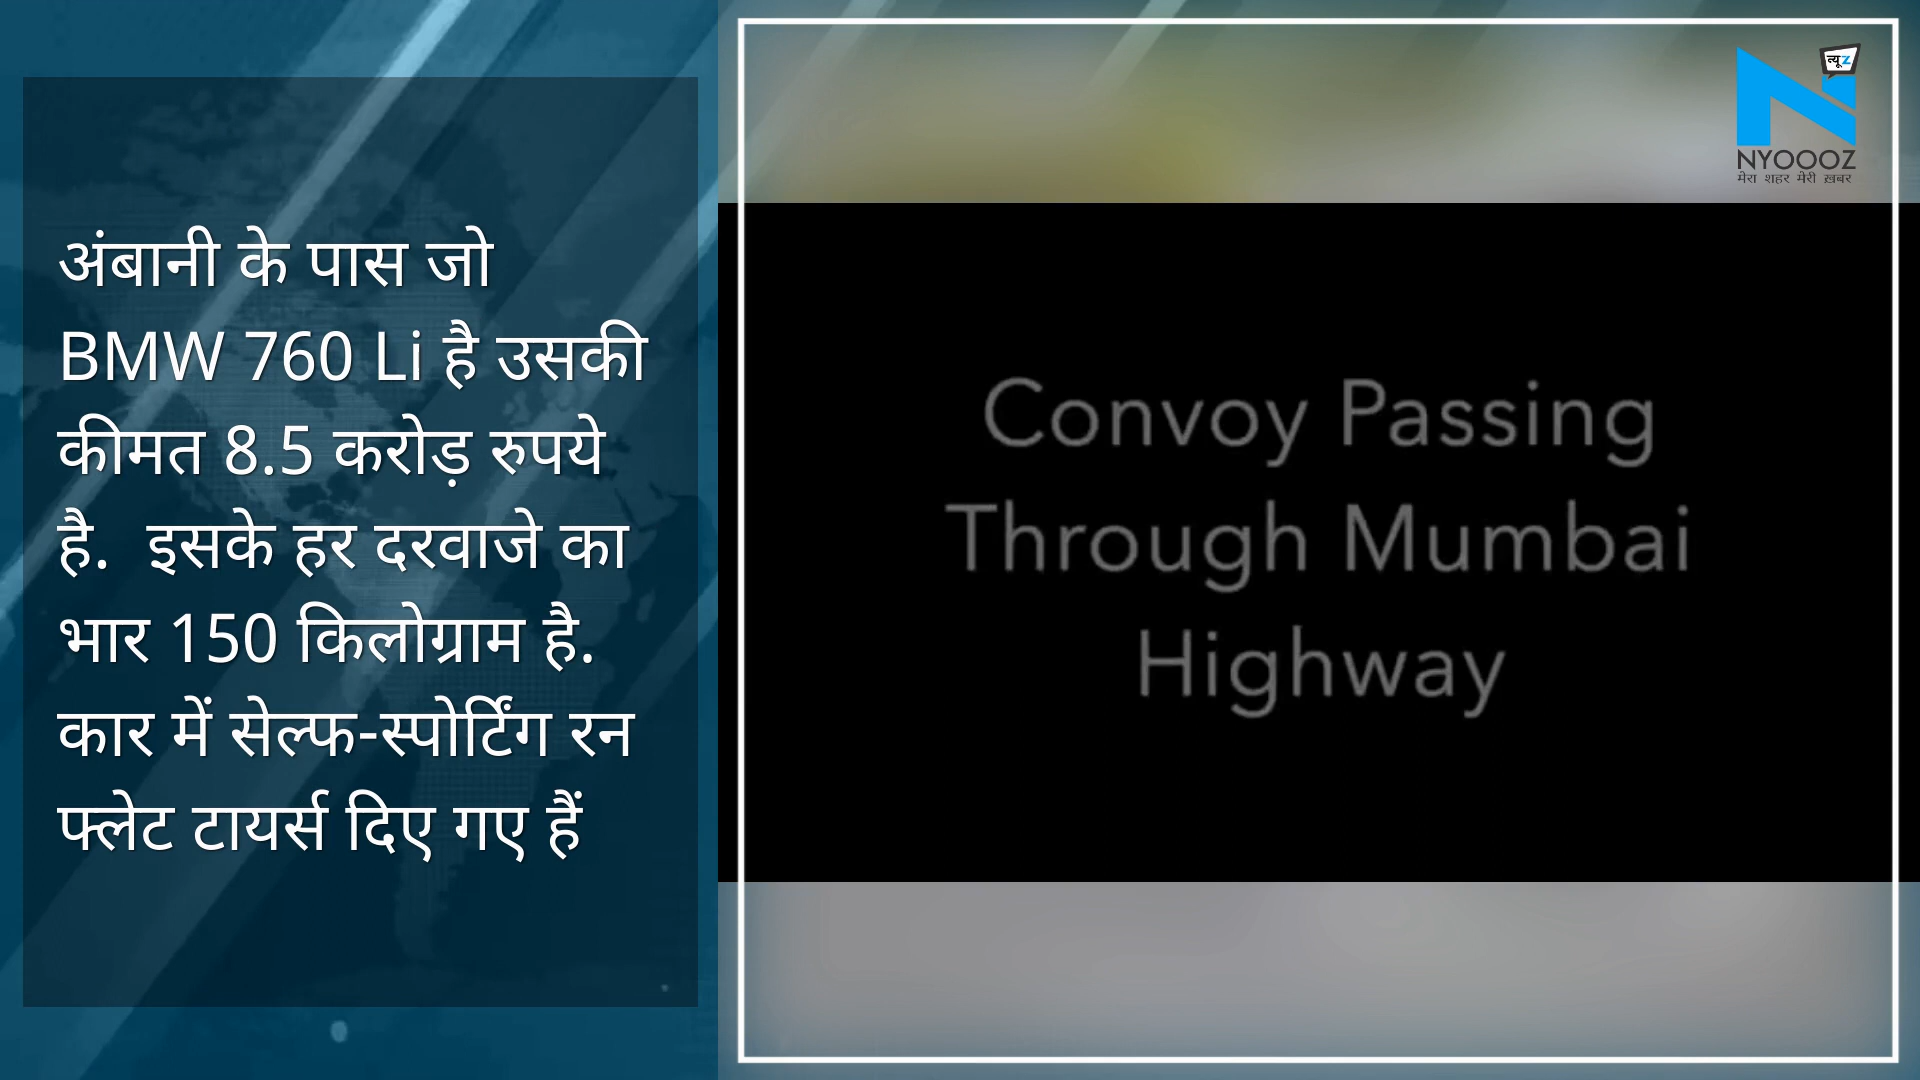 अंबानी के पास जो
BMW 760 Li है उसकी
कीमत 8.5 करोड़ रुपये
है.  इसके हर दरवाजे का
भार 150 किलोग्राम है.
कार में सेल्फ-स्पोर्टिंग रन
फ्लेट टायर्स दिए गए हैं
Convoy Passing
Through Mumbai
Highway
न्यूz
NYOOOZ
मेरा शहर मेरी ख़बर